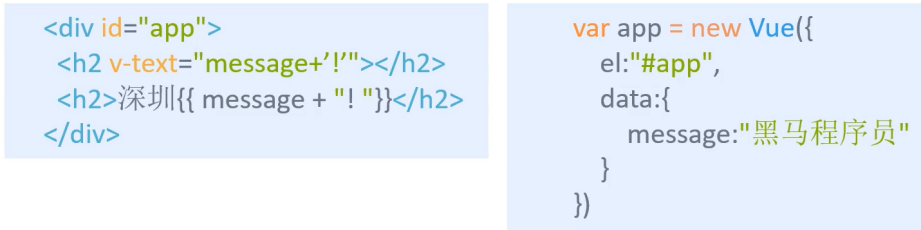 <div id="app">
<h2 v-text="message+’!’"></h2>
<h2>深圳{{ message + "! "}}</h2>
</div>
var app = new Vue({
el:"#app",
data:{
message:"黑马程序员"
}
})